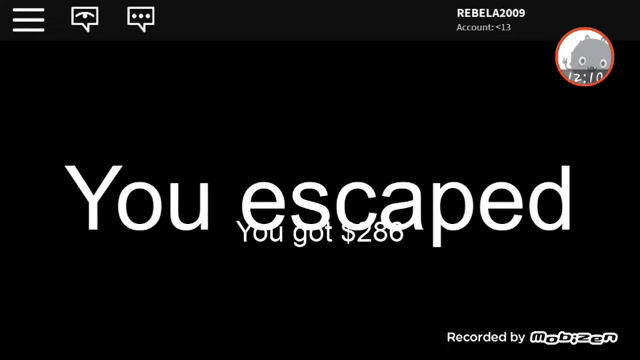 REBELA2009
Account: <13
12:10
You escaped
You got $286
Recorded by Mobizen